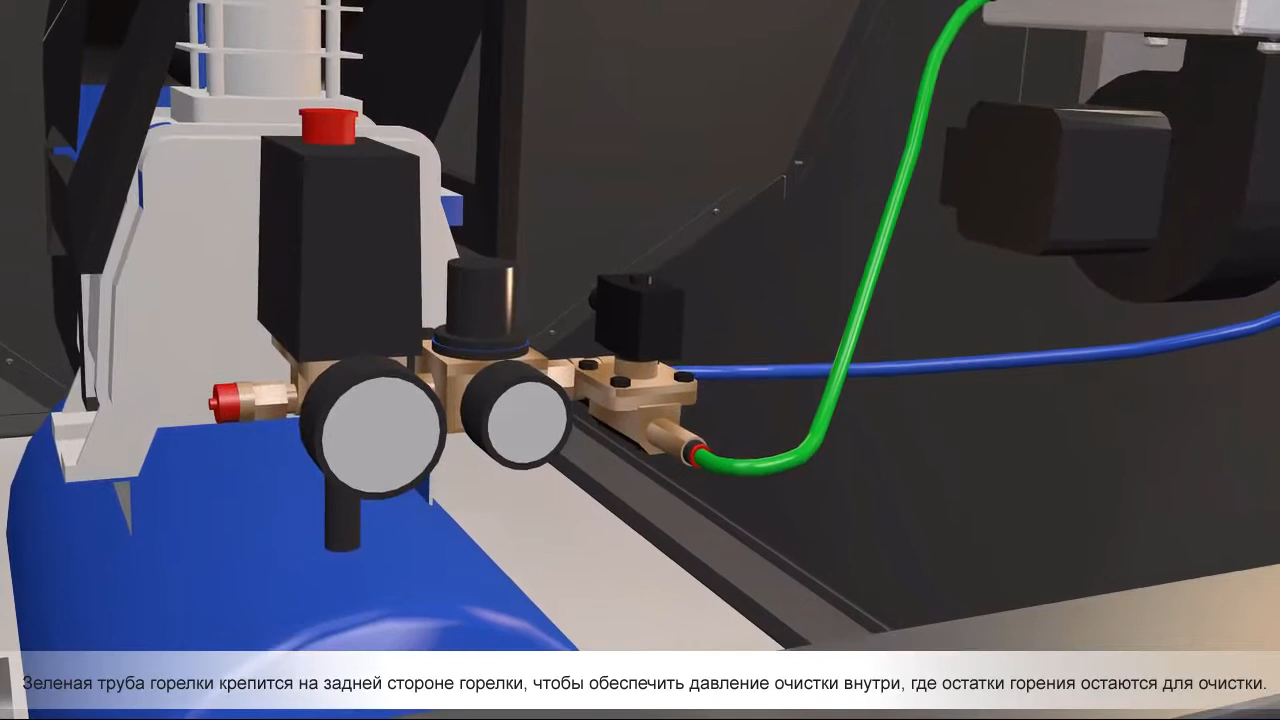 Зеленая труба горелки крепится на задней стороне горелки, чтобы обеспечить давление очистки внутри, где остатки горения остаются для очистки.